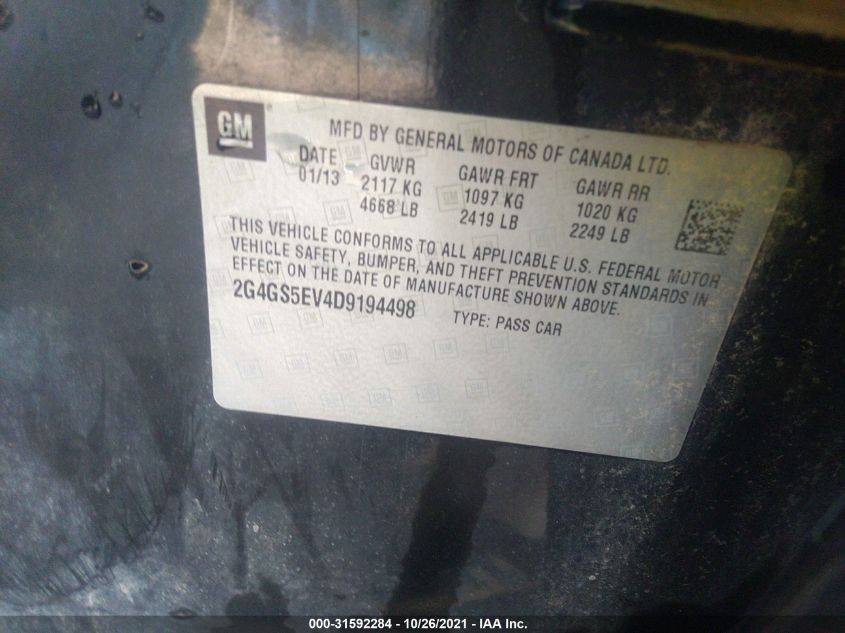 GM ®
MFD BY GENERAL MOTORS OF CANADA LTD.
DATE GVWR GAWR FRT GAWR RR
01/13 2117 KG 1097 KG 1020 KG
4668 LB 2419 LB 2249 LB
THIS VEHICLE CONFORMS TO ALL APPLICABLE U.S. FEDERAL MOTOR
VEHICLE SAFETY, BUMPER, AND THEFT PREVENTION STANDARDS IN
EFFECT ON THE DATE OF MANUFACTURE SHOWN ABOVE.
2G4GS5EV4D9194498 TYPE: PASS CAR
000-31592284 - 10/26/2021 - IAA Inc.